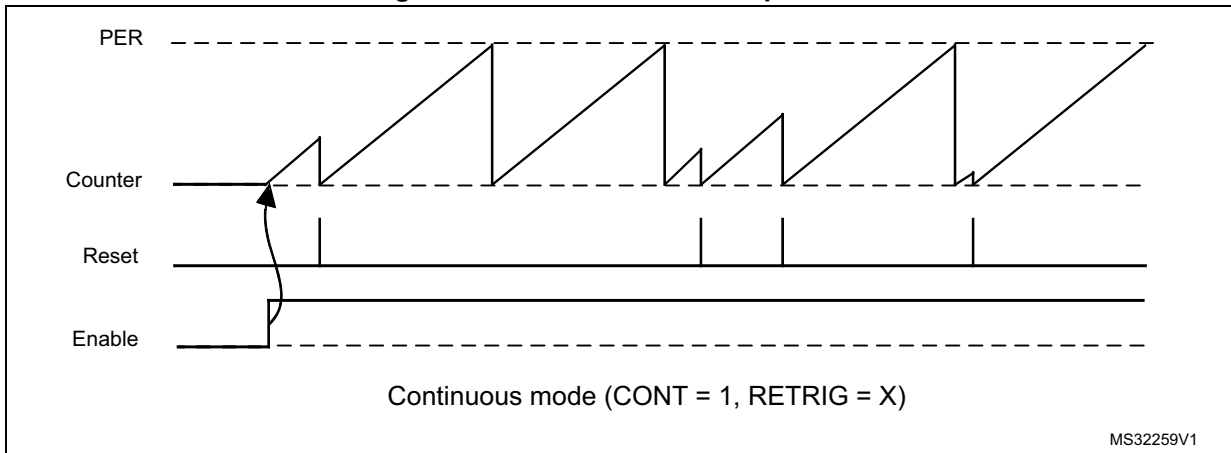 PER
Counter
Reset
Enable
Continuous mode (CONT = 1, RETRIG = X)
MS32259V1